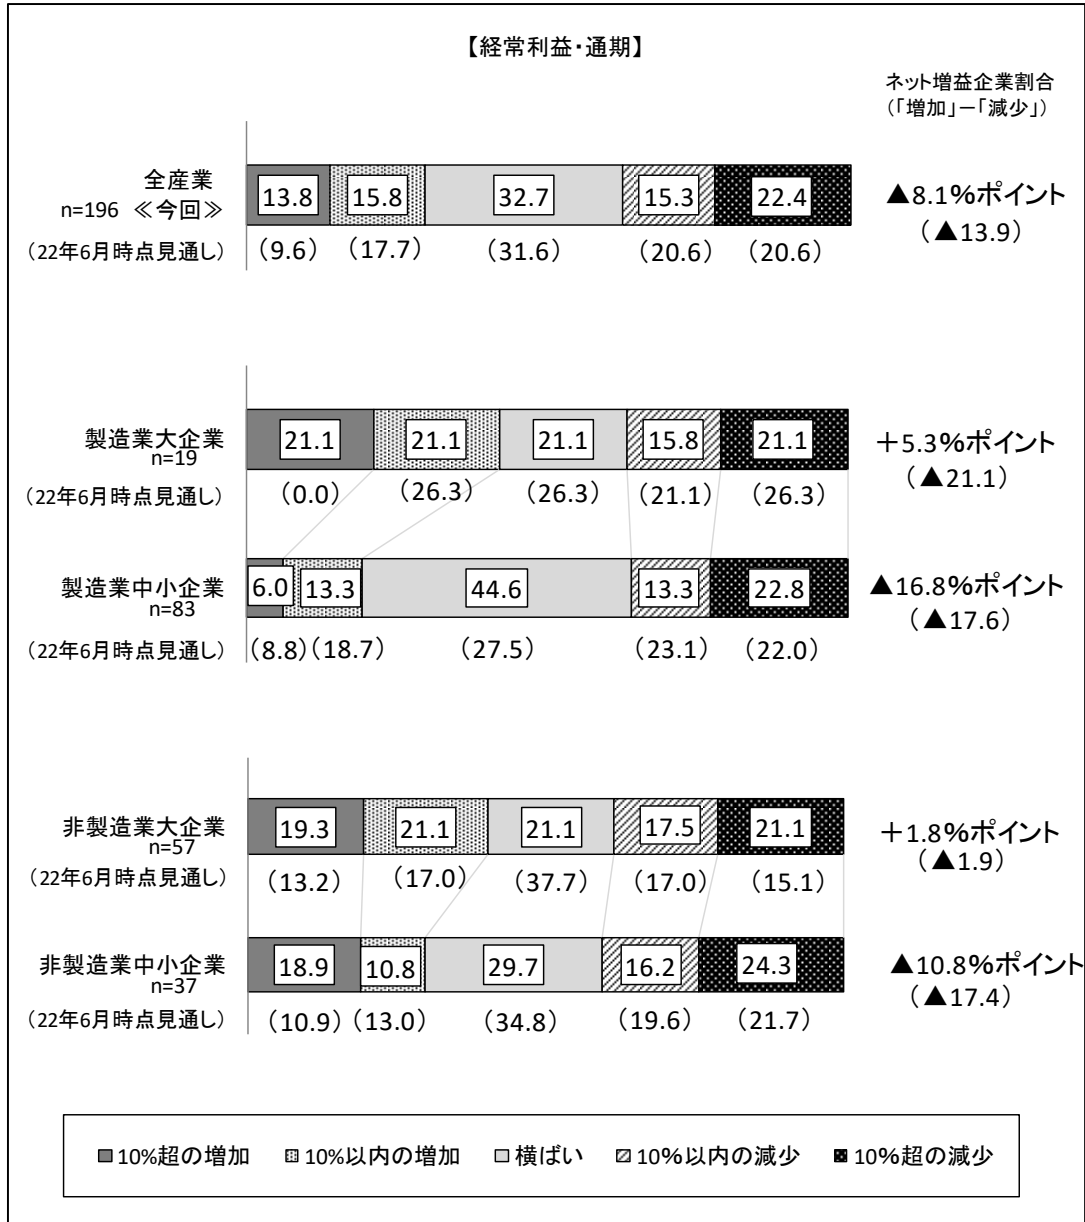 【経常利益・通期】
ネット増益企業割合
(「増加」－「減少」)
全産業
n=196 ≪今回≫
13.8 15.8 32.7 15.3 22.4
▲8.1%ポイント
(22年6月時点見通し) (9.6) (17.7) (31.6) (20.6) (20.6)
(▲13.9)
製造業大企業
n=19
21.1 21.1 21.1 15.8 21.1
＋5.3%ポイント
(22年6月時点見通し) (0.0) (26.3) (26.3) (21.1) (26.3)
(▲21.1)
製造業中小企業
n=83
6.0 13.3 44.6 13.3 22.8
▲16.8%ポイント
(22年6月時点見通し) (8.8) (18.7) (27.5) (23.1) (22.0)
(▲17.6)
非製造業大企業
n=57
19.3 21.1 21.1 17.5 21.1
＋1.8%ポイント
(22年6月時点見通し) (13.2) (17.0) (37.7) (17.0) (15.1)
(▲1.9)
非製造業中小企業
n=37
18.9 10.8 29.7 16.2 24.3
▲10.8%ポイント
(22年6月時点見通し) (10.9) (13.0) (34.8) (19.6) (21.7)
(▲17.4)
10%超の増加 10%以内の増加 横ばい 10%以内の減少 10%超の減少